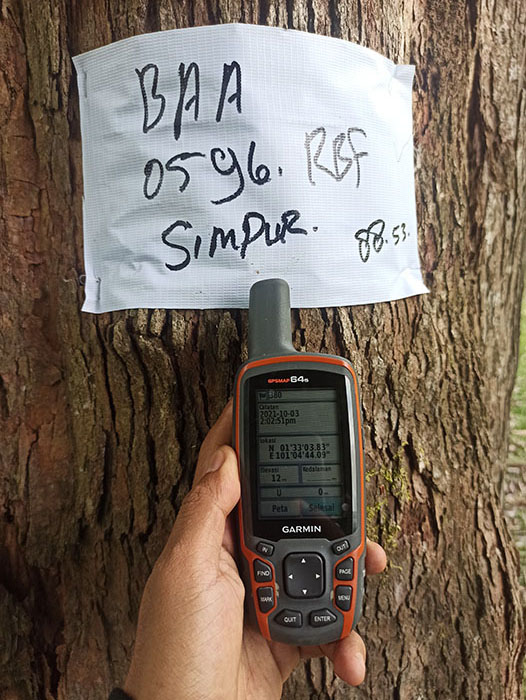 BAA
0596. RBF
SIMPUR. 88.53.
GPSMAP 64s
Catatan
2021-10-03
2:02:51pm
Lokasi
N 01°33'03.83"
E 101°04'44.09"
Elevasi Kedalaman
12
U 0
Peta Selesai
GARMIN
IN OUT
FIND PAGE
MARK MENU
QUIT ENTER